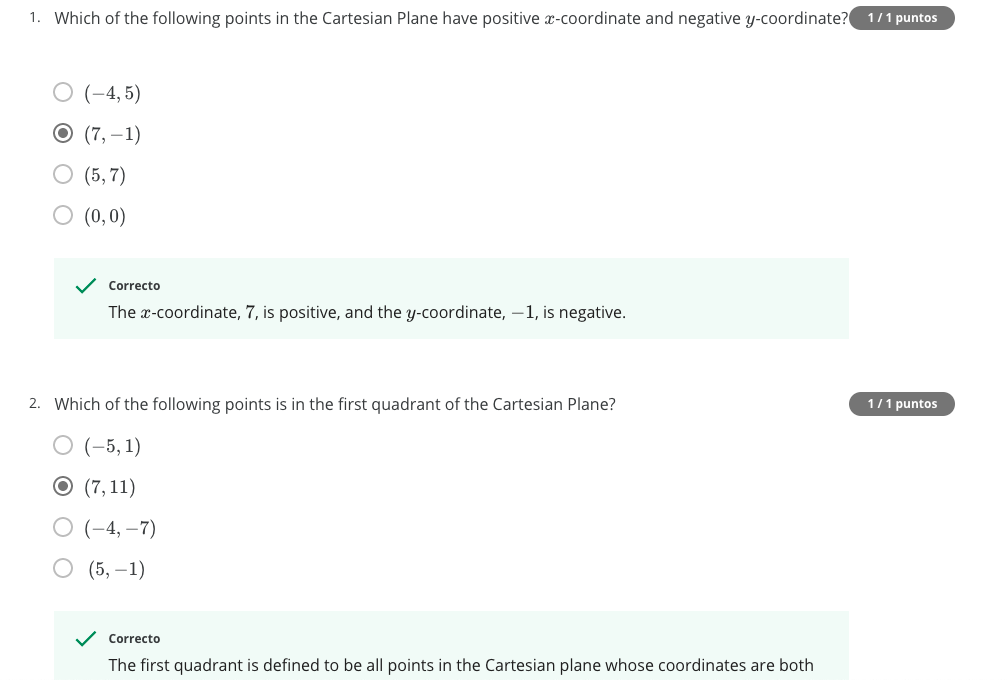 1. Which of the following points in the Cartesian Plane have positive x-coordinate and negative y-coordinate? 1 / 1 puntos
(−4, 5)
(7, −1)
(5, 7)
(0, 0)
Correcto
The x-coordinate, 7, is positive, and the y-coordinate, −1, is negative.
2. Which of the following points is in the first quadrant of the Cartesian Plane? 1 / 1 puntos
(−5, 1)
(7, 11)
(−4, −7)
(5, −1)
Correcto
The first quadrant is defined to be all points in the Cartesian plane whose coordinates are both